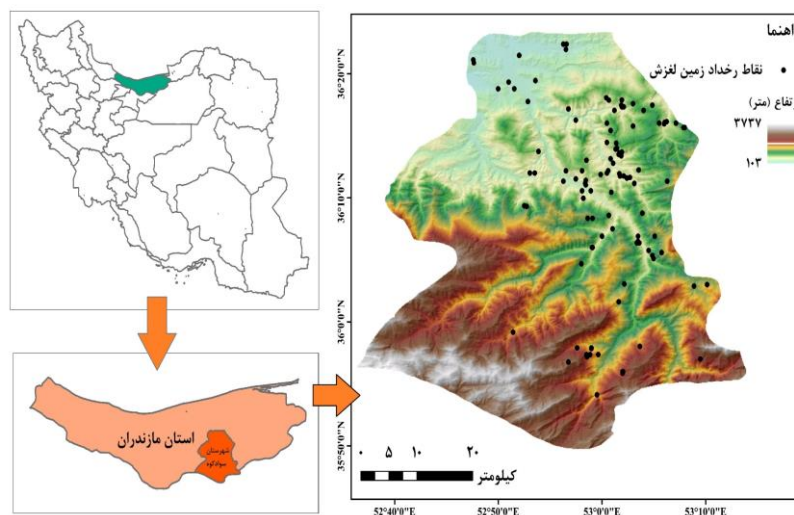 راهنما
نقاط رخداد زمین لغزش
رتفاع (متر)
۳۷۳۷
۱۰۳
36°20'0"N
36°10'0"N
36°0'0"N
35°50'0"N
استان مازندران
شهرستان
سوادکوه
۰ ۵ ۱۰ ۲۰
کیلومتر
52°40'0"E 52°50'0"E 53°0'0"E 53°10'0"E